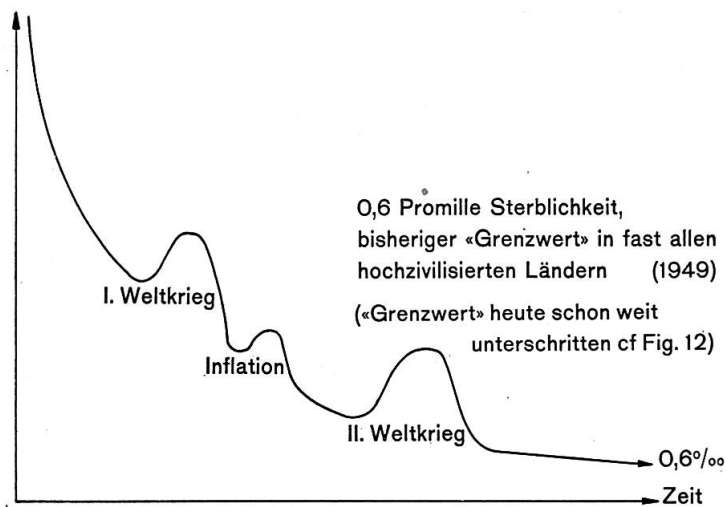 0,6 Promille Sterblichkeit,
bisheriger «Grenzwert» in fast allen
hochzivilisierten Ländern (1949)
I. Weltkrieg
(«Grenzwert» heute schon weit
unterschritten cf Fig. 12)
Inflation
II. Weltkrieg
0,6‰
Zeit